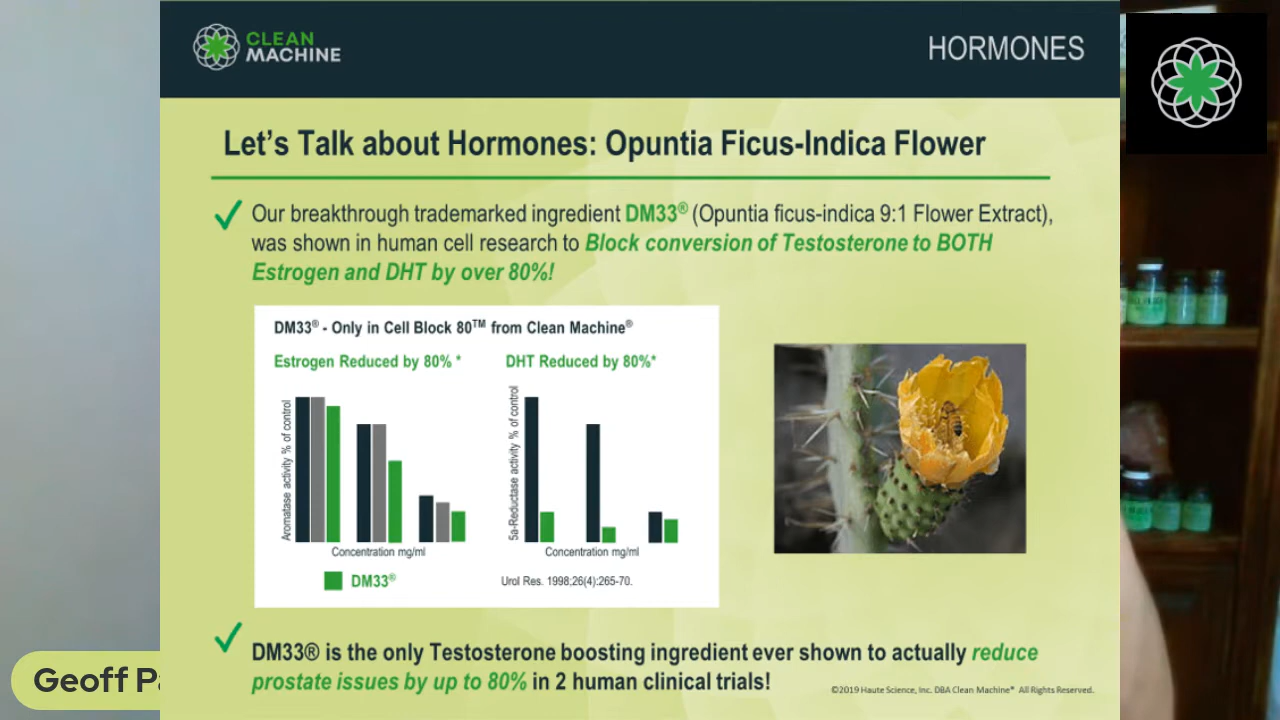 CLEAN
MACHINE
HORMONES
Let's Talk about Hormones: Opuntia Ficus-Indica Flower
Our breakthrough trademarked ingredient DM33® (Opuntia ficus-indica 9:1 Flower Extract),
was shown in human cell research to Block conversion of Testosterone to BOTH
Estrogen and DHT by over 80%!
DM33® - Only in Cell Block 80TM from Clean Machine®
Estrogen Reduced by 80% *
DHT Reduced by 80%*
Aromatase activity % of control
5a-Reductase activity % of control
Concentration mg/ml
Concentration mg/ml
DM33®
Urol Res. 1998;26(4):265-70.
DM33® is the only Testosterone boosting ingredient ever shown to actually reduce
prostate issues by up to 80% in 2 human clinical trials!
©2019 Haute Science, Inc. DBA Clean Machine® All Rights Reserved.
Geoff